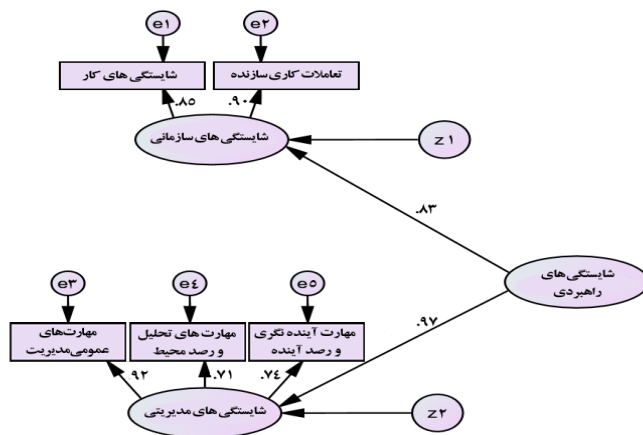 e۱
e۲
شایستگی های کار
تعاملات کاری سازنده
.۸۵
.۹۰
شایستگی های سازمانی
z۱
.۸۳
شایستگی های
راهبردی
.۹۷
e۳
e٤
e۵
مهارت‌های
عمومی مدیریت
مهارت های تحلیل
و رصد محیط
مهارت آینده نگری
و رصد آینده
.۹۲
.۷۱
.۷٤
شایستگی های مدیریتی
z۲